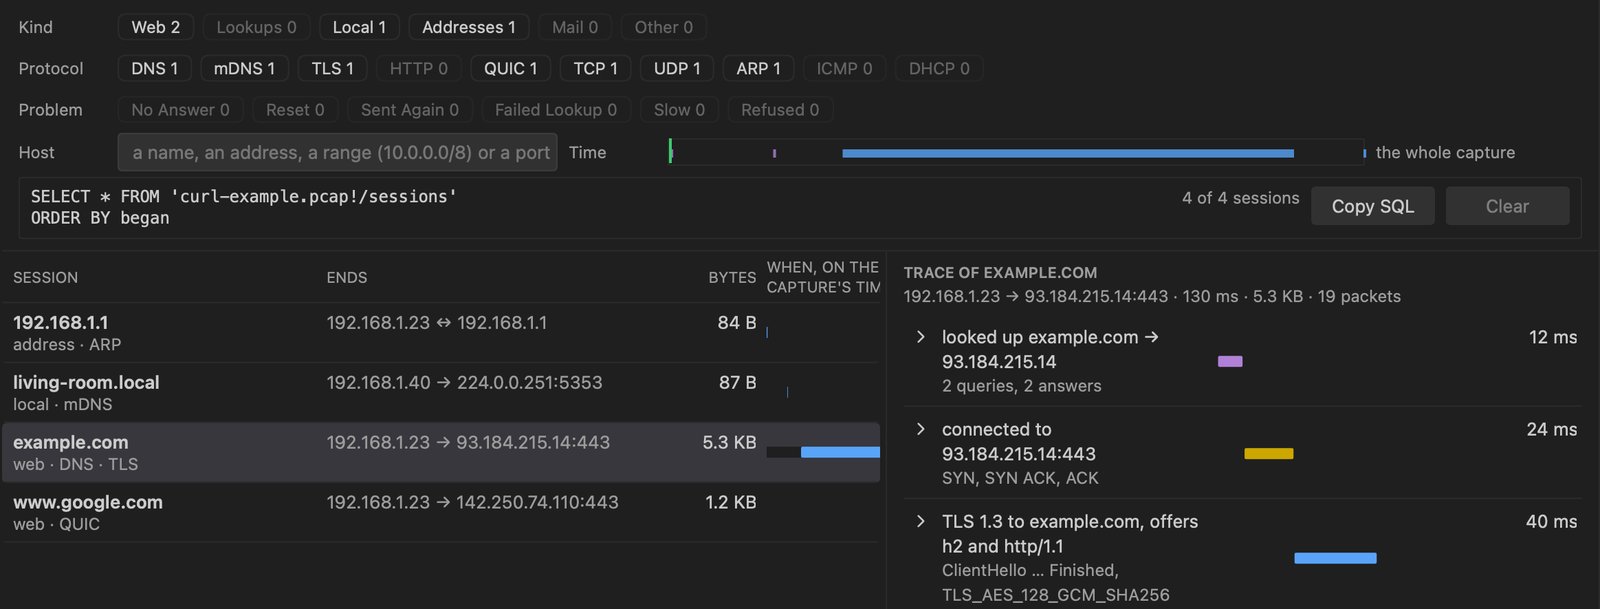 Kind Web 2 Lookups 0 Local 1 Addresses 1 Mail 0 Other 0
Protocol DNS 1 mDNS 1 TLS 1 HTTP 0 QUIC 1 TCP 1 UDP 1 ARP 1 ICMP 0 DHCP 0
Problem No Answer 0 Reset 0 Sent Again 0 Failed Lookup 0 Slow 0 Refused 0
Host a name, an address, a range (10.0.0.0/8) or a port Time the whole capture
SELECT * FROM 'curl-example.pcap!/sessions'
ORDER BY began
4 of 4 sessions Copy SQL Clear
SESSION ENDS BYTES WHEN, ON THE
CAPTURE'S TIM
192.168.1.1 192.168.1.23 ↔ 192.168.1.1 84 B
address · ARP
living-room.local 192.168.1.40 → 224.0.0.251:5353 87 B
local · mDNS
example.com 192.168.1.23 → 93.184.215.14:443 5.3 KB
web · DNS · TLS
www.google.com 192.168.1.23 → 142.250.74.110:443 1.2 KB
web · QUIC
TRACE OF EXAMPLE.COM
192.168.1.23 → 93.184.215.14:443 · 130 ms · 5.3 KB · 19 packets
looked up example.com → 12 ms
93.184.215.14
2 queries, 2 answers
connected to 24 ms
93.184.215.14:443
SYN, SYN ACK, ACK
TLS 1.3 to example.com, offers 40 ms
h2 and http/1.1
ClientHello ... Finished,
TLS_AES_128_GCM_SHA256